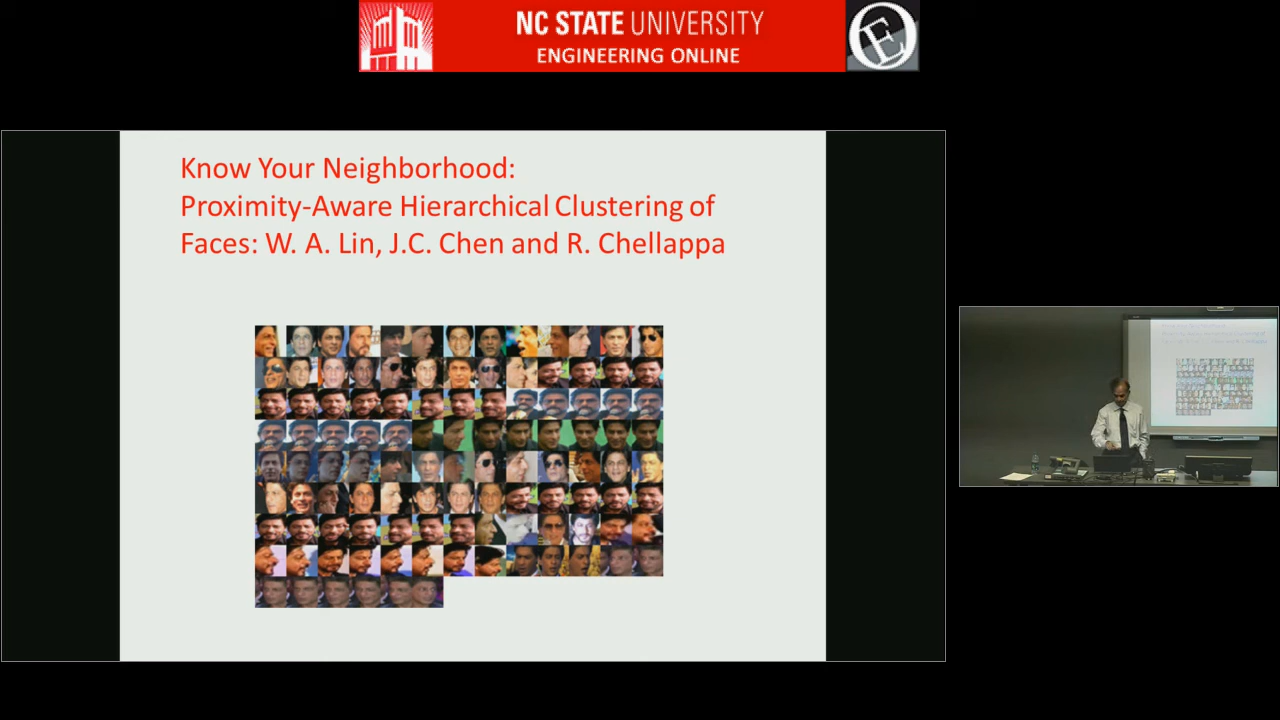 NC STATE UNIVERSITY
ENGINEERING ONLINE
Know Your Neighborhood:
Proximity-Aware Hierarchical Clustering of
Faces: W. A. Lin, J.C. Chen and R. Chellappa